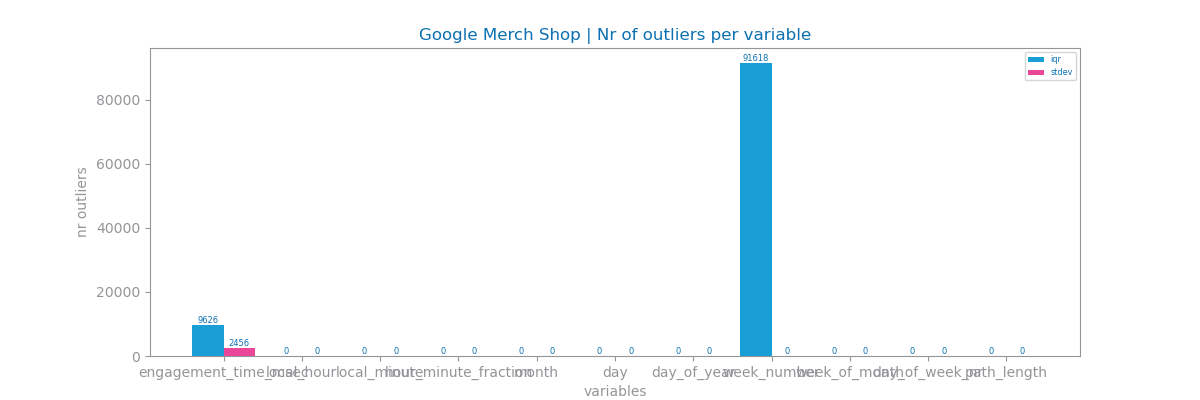 Google Merch Shop | Nr of outliers per variable
91618
iqr
stdev
80000
60000
nr outliers
40000
20000
9626
2456
0 0 0 0 0 0 0 0 0 0 0 0 0 0 0 0 0 0 0
0
engagement_time_msec local_hour local_minute hour_minute_fraction month day day_of_year week_number week_of_month day_of_week_nr path_length
variables